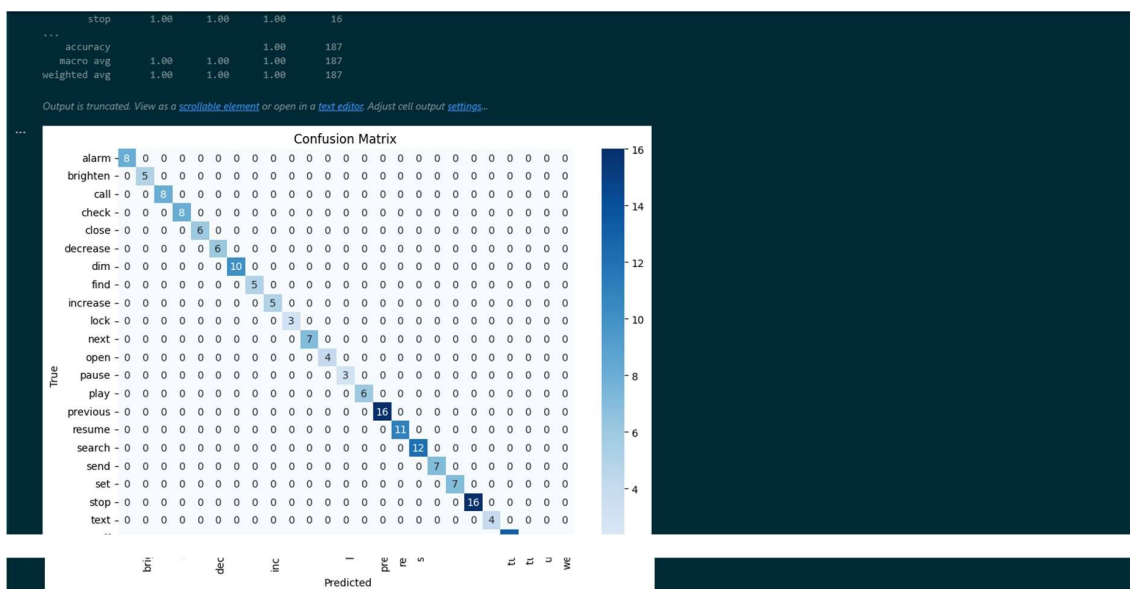 stop 1.00 1.00 1.00 16
...
accuracy 1.00 187
macro avg 1.00 1.00 1.00 187
weighted avg 1.00 1.00 1.00 187
Output is truncated. View as a scrollable element or open in a text editor. Adjust cell output settings...
...
Confusion Matrix
True
alarm - 8 0 0 0 0 0 0 0 0 0 0 0 0 0 0 0 0 0 0 0 0 0 0 0 0
brighten - 0 5 0 0 0 0 0 0 0 0 0 0 0 0 0 0 0 0 0 0 0 0 0 0 0
call - 0 0 8 0 0 0 0 0 0 0 0 0 0 0 0 0 0 0 0 0 0 0 0 0 0
check - 0 0 0 8 0 0 0 0 0 0 0 0 0 0 0 0 0 0 0 0 0 0 0 0 0
close - 0 0 0 0 6 0 0 0 0 0 0 0 0 0 0 0 0 0 0 0 0 0 0 0 0
decrease - 0 0 0 0 0 6 0 0 0 0 0 0 0 0 0 0 0 0 0 0 0 0 0 0 0
dim - 0 0 0 0 0 0 10 0 0 0 0 0 0 0 0 0 0 0 0 0 0 0 0 0 0
find - 0 0 0 0 0 0 0 5 0 0 0 0 0 0 0 0 0 0 0 0 0 0 0 0 0
increase - 0 0 0 0 0 0 0 0 5 0 0 0 0 0 0 0 0 0 0 0 0 0 0 0 0
lock - 0 0 0 0 0 0 0 0 0 3 0 0 0 0 0 0 0 0 0 0 0 0 0 0 0
next - 0 0 0 0 0 0 0 0 0 0 7 0 0 0 0 0 0 0 0 0 0 0 0 0 0
open - 0 0 0 0 0 0 0 0 0 0 0 4 0 0 0 0 0 0 0 0 0 0 0 0 0
pause - 0 0 0 0 0 0 0 0 0 0 0 0 3 0 0 0 0 0 0 0 0 0 0 0 0
play - 0 0 0 0 0 0 0 0 0 0 0 0 0 6 0 0 0 0 0 0 0 0 0 0 0
previous - 0 0 0 0 0 0 0 0 0 0 0 0 0 0 16 0 0 0 0 0 0 0 0 0 0
resume - 0 0 0 0 0 0 0 0 0 0 0 0 0 0 0 11 0 0 0 0 0 0 0 0 0
search - 0 0 0 0 0 0 0 0 0 0 0 0 0 0 0 0 12 0 0 0 0 0 0 0 0
send - 0 0 0 0 0 0 0 0 0 0 0 0 0 0 0 0 0 7 0 0 0 0 0 0 0
set - 0 0 0 0 0 0 0 0 0 0 0 0 0 0 0 0 0 0 7 0 0 0 0 0 0
stop - 0 0 0 0 0 0 0 0 0 0 0 0 0 0 0 0 0 0 0 16 0 0 0 0 0
text - 0 0 0 0 0 0 0 0 0 0 0 0 0 0 0 0 0 0 0 0 4 0 0 0 0
- 16
- 14
- 12
- 10
- 8
- 6
- 4
Predicted